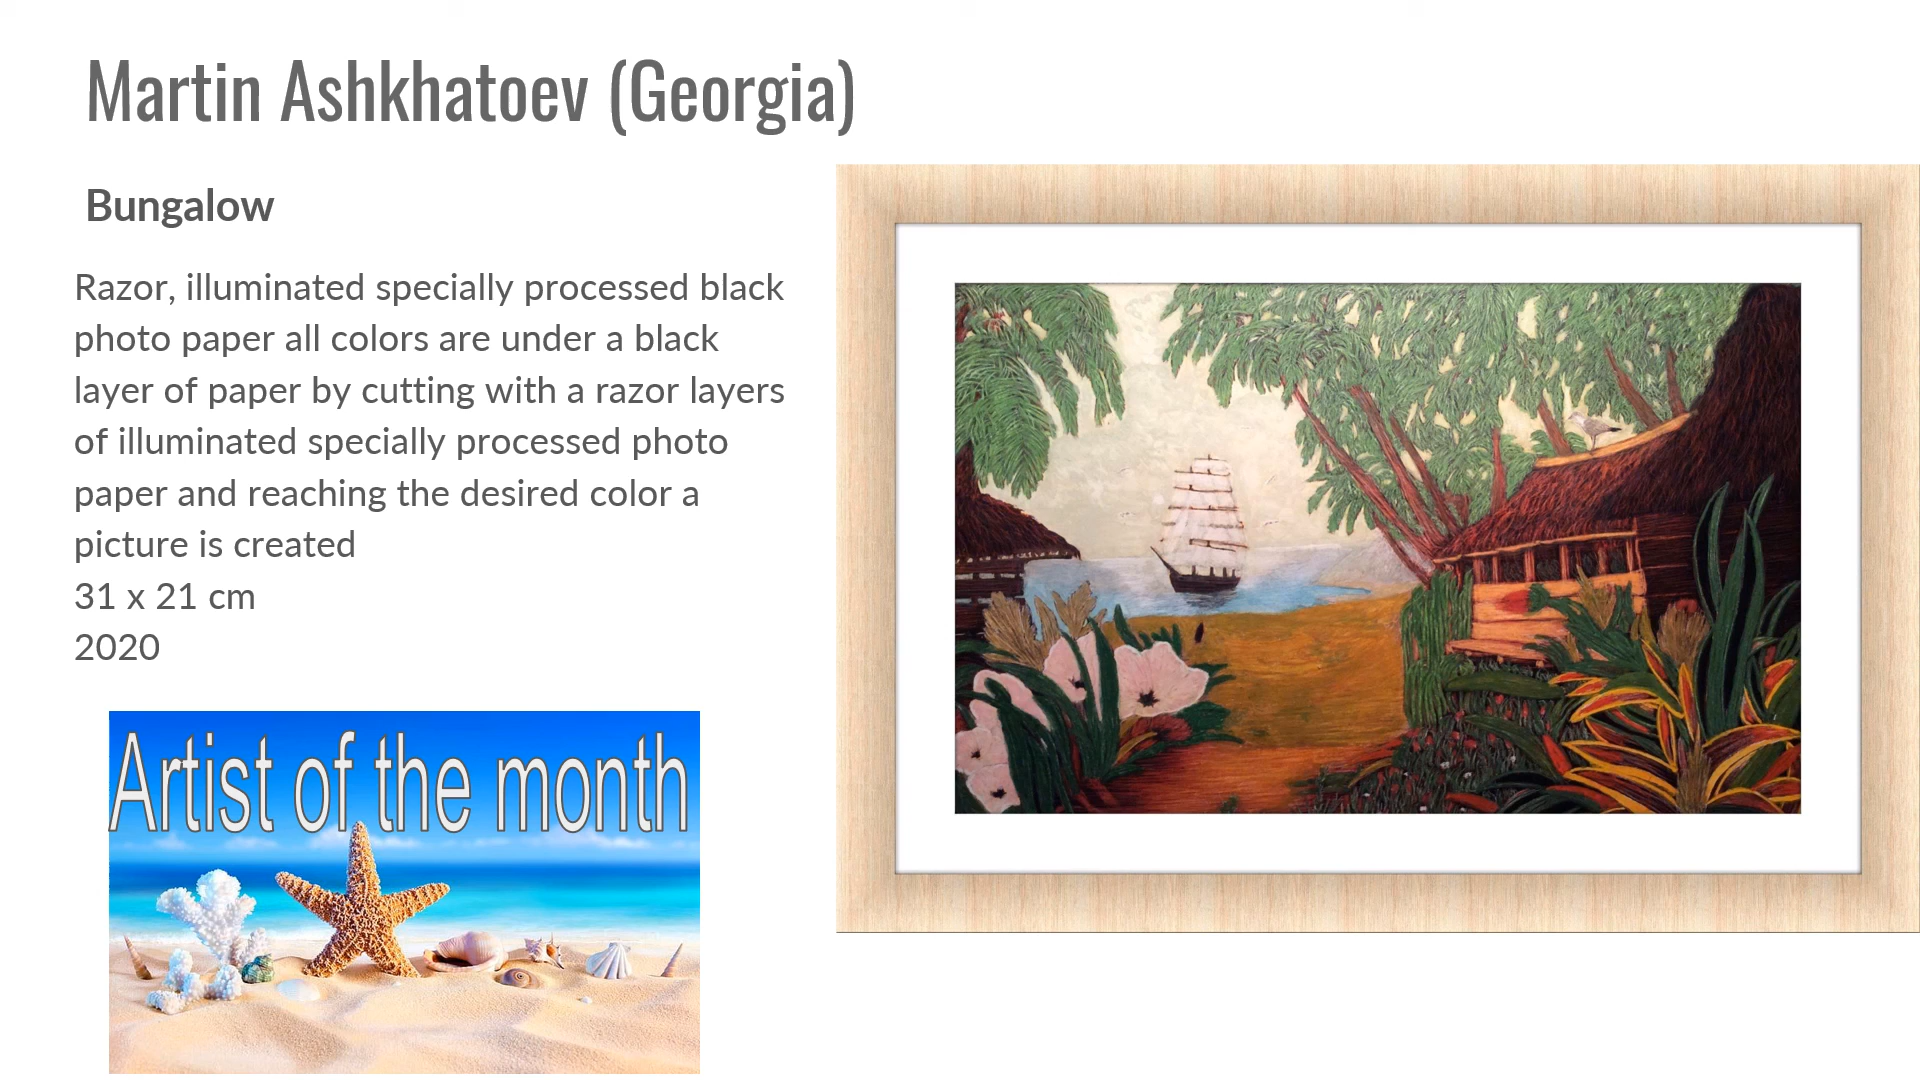 Martin Ashkhatoev (Georgia)
Bungalow
Razor, illuminated specially processed black
photo paper all colors are under a black
layer of paper by cutting with a razor layers
of illuminated specially processed photo
paper and reaching the desired color a
picture is created
31 x 21 cm
2020
Artist of the month